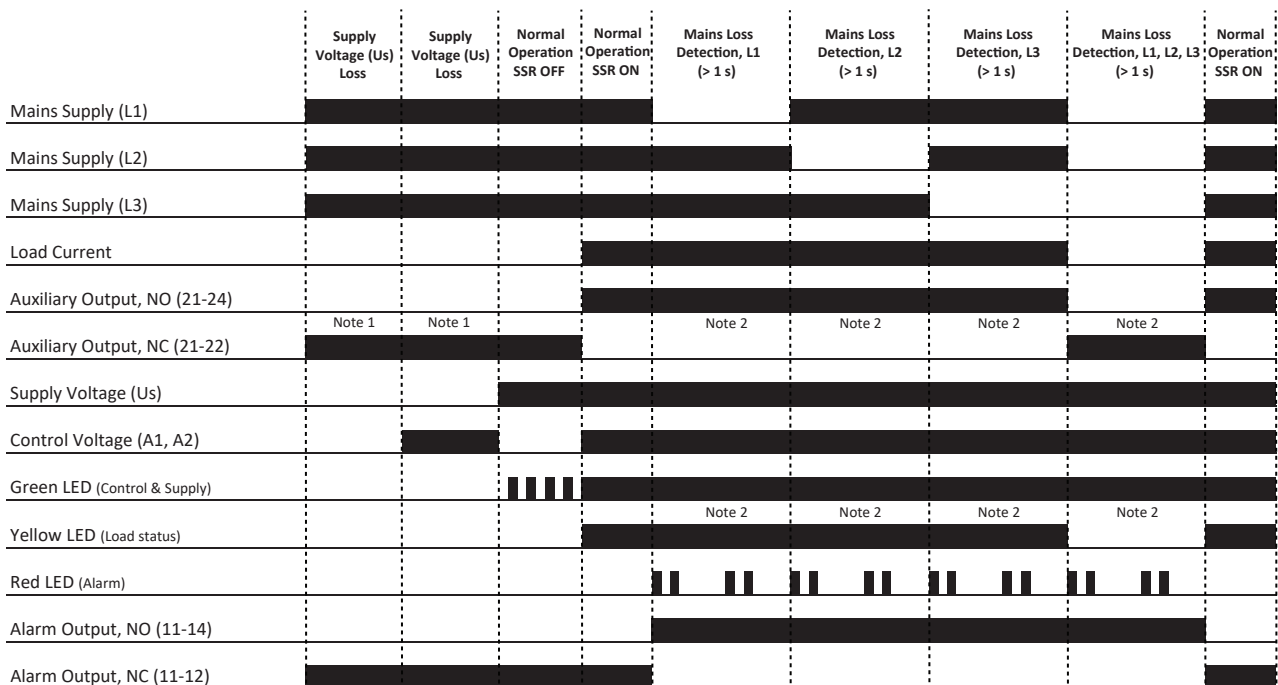 Supply
Voltage (Us)
Loss
Supply
Voltage (Us)
Loss
Normal
Operation
SSR OFF
Normal
Operation
SSR ON
Mains Loss
Detection, L1
(> 1 s)
Mains Loss
Detection, L2
(> 1 s)
Mains Loss
Detection, L3
(> 1 s)
Mains Loss
Detection, L1, L2, L3
(> 1 s)
Normal
Operation
SSR ON
Mains Supply (L1)
Mains Supply (L2)
Mains Supply (L3)
Load Current
Auxiliary Output, NO (21-24)
Note 1 Note 1 Note 2 Note 2 Note 2 Note 2
Auxiliary Output, NC (21-22)
Supply Voltage (Us)
Control Voltage (A1, A2)
Green LED (Control & Supply)
Note 2 Note 2 Note 2 Note 2
Yellow LED (Load status)
Red LED (Alarm)
Alarm Output, NO (11-14)
Alarm Output, NC (11-12)